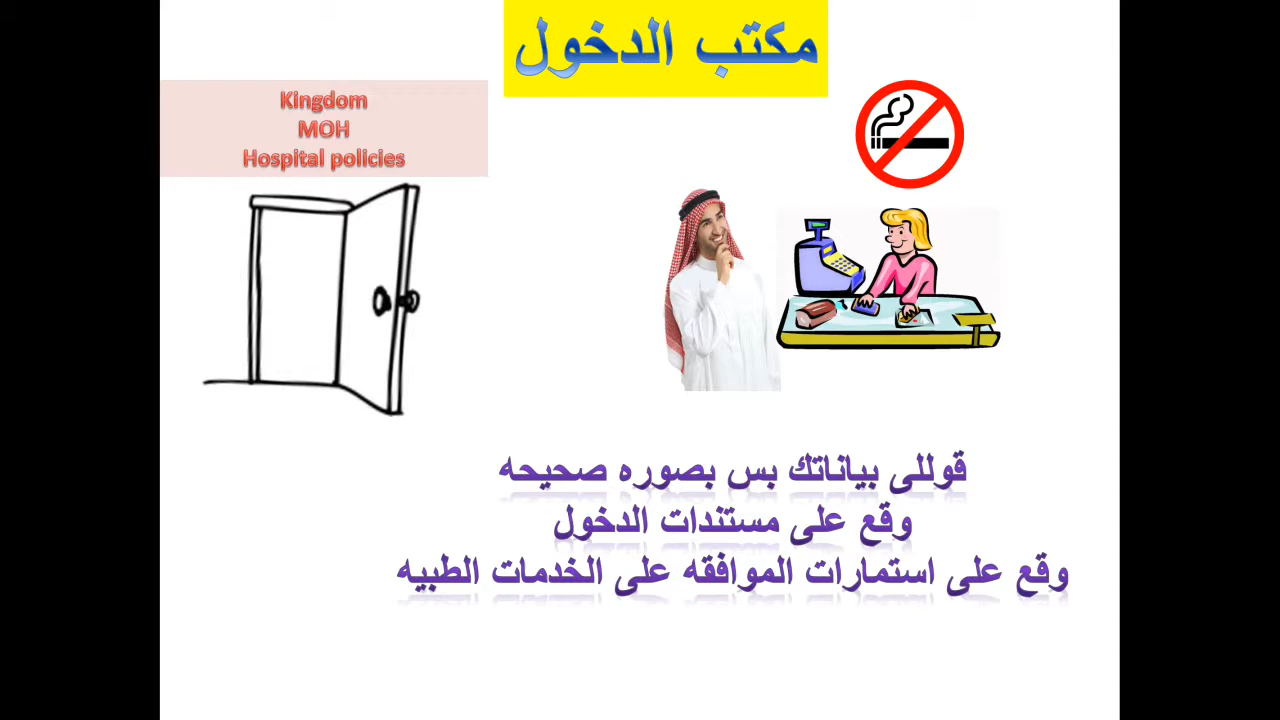 مكتب الدخول
Kingdom
MOH
Hospital policies
قوللى بياناتك بس بصوره صحيحه
وقع على مستندات الدخول
وقع على استمارات الموافقه على الخدمات الطبيه